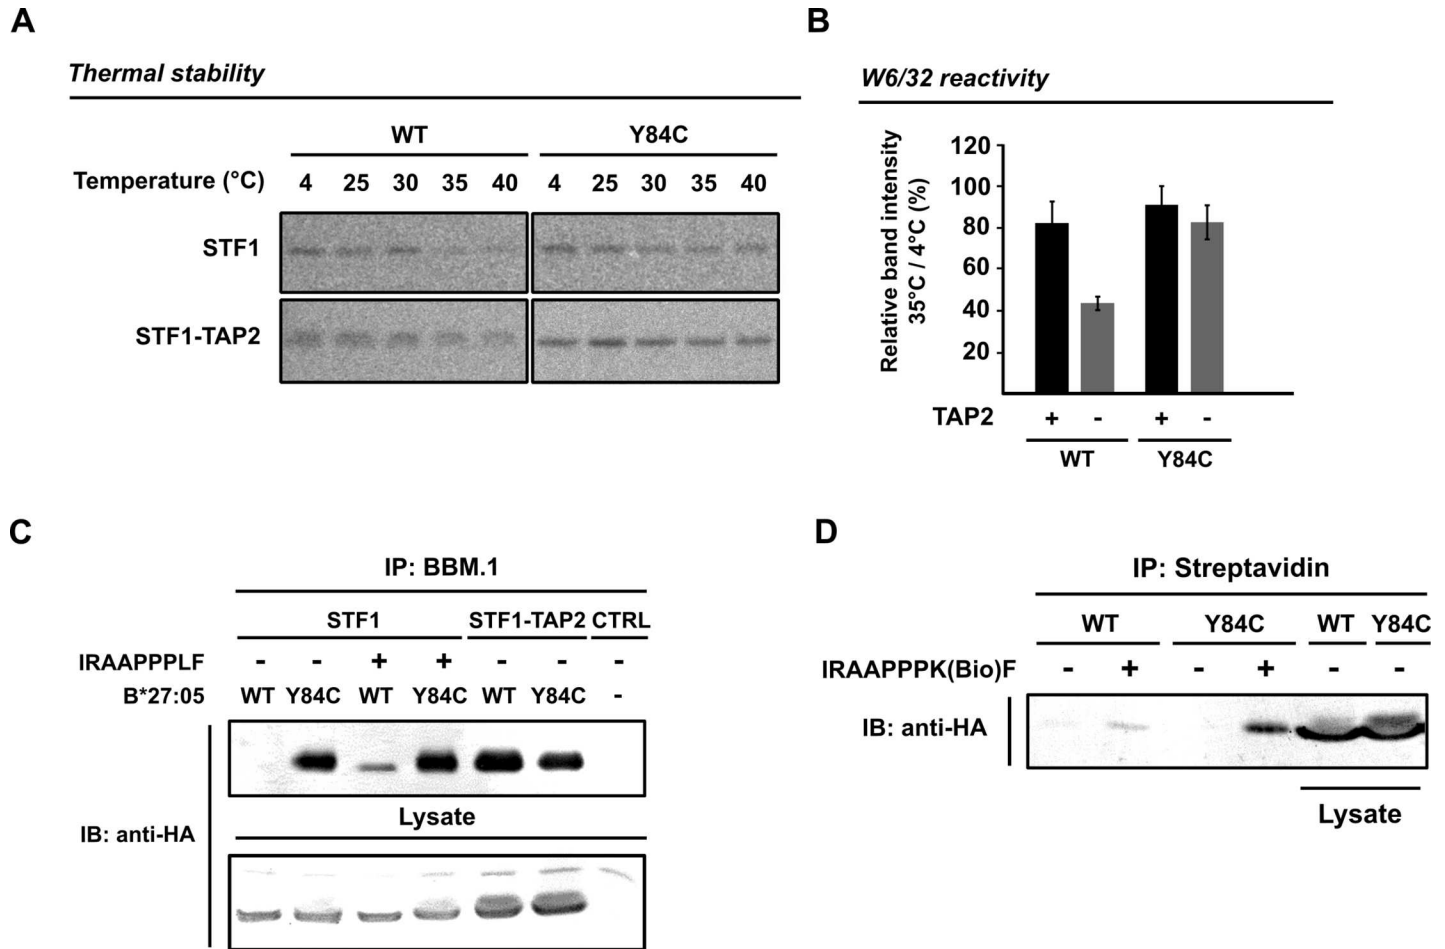 A
Thermal stability
WT Y84C
Temperature (°C) 4 25 30 35 40 4 25 30 35 40
STF1
STF1-TAP2
B
W6/32 reactivity
Relative band intensity
35°C / 4°C (%)
120
100
80
60
40
20
TAP2 + - + -
WT Y84C
C
IP: BBM.1
STF1 STF1-TAP2 CTRL
IRAAPPPLF - - + + - - -
B*27:05 WT Y84C WT Y84C WT Y84C -
Lysate
IB: anti-HA
D
IP: Streptavidin
WT Y84C WT Y84C
IRAAPPPK(Bio)F - + - + - -
IB: anti-HA
Lysate